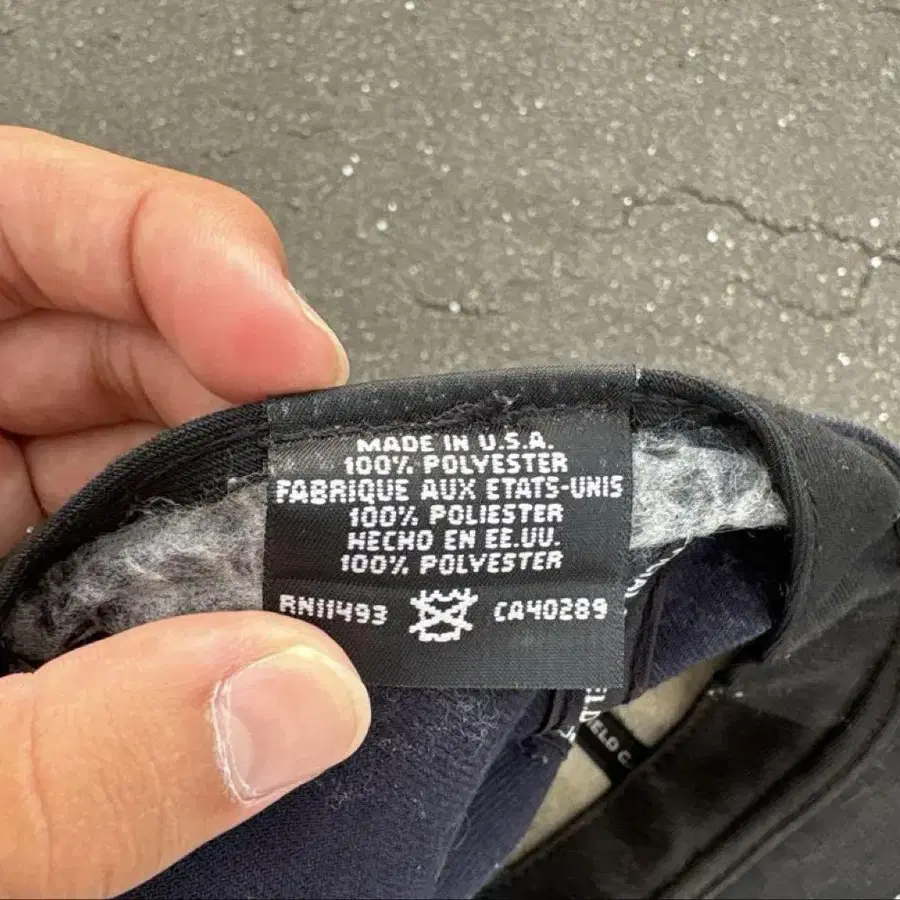 MADE IN U.S.A.
100% POLYESTER
FABRIQUE AUX ETATS-UNIS
100% POLIESTER
HECHO EN EE.UU.
100% POLYESTER
RN11493 CA40289